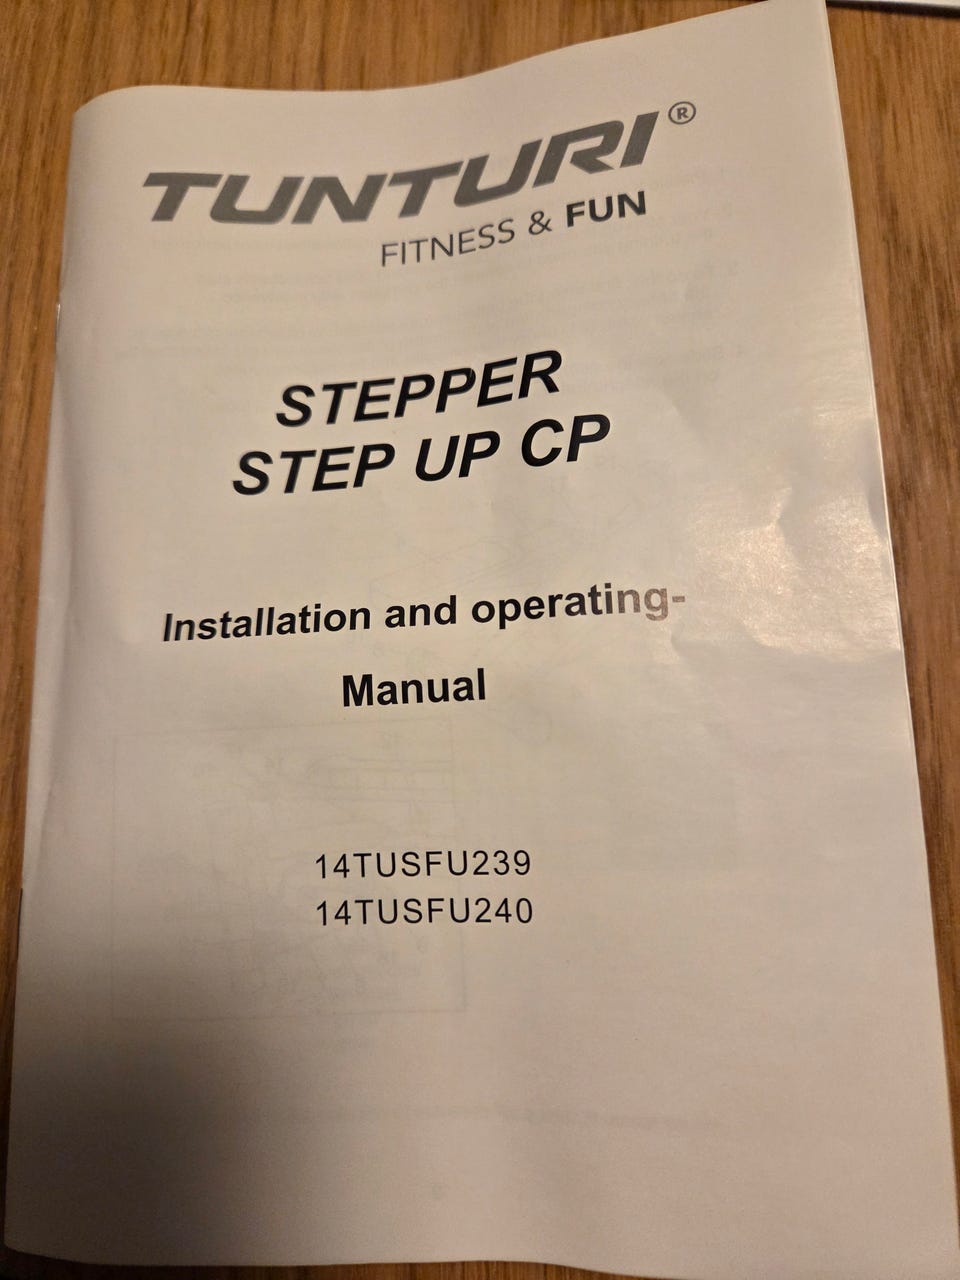 TUNTURI®
FITNESS & FUN
STEPPER
STEP UP CP
Installation and operating-
Manual
14TUSFU239
14TUSFU240